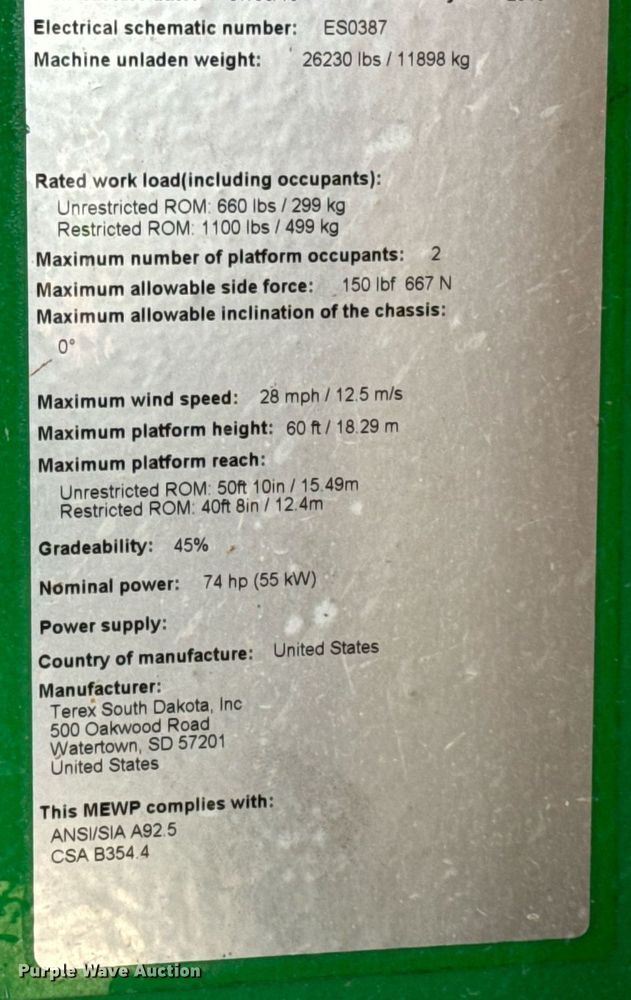 Electrical schematic number: ES0387
Machine unladen weight: 26230 lbs / 11898 kg
Rated work load(including occupants):
Unrestricted ROM: 660 lbs / 299 kg
Restricted ROM: 1100 lbs / 499 kg
Maximum number of platform occupants: 2
Maximum allowable side force: 150 lbf 667 N
Maximum allowable inclination of the chassis:
0°
Maximum wind speed: 28 mph / 12.5 m/s
Maximum platform height: 60 ft / 18.29 m
Maximum platform reach:
Unrestricted ROM: 50ft 10in / 15.49m
Restricted ROM: 40ft 8in / 12.4m
Gradeability: 45%
Nominal power: 74 hp (55 kW)
Power supply:
Country of manufacture: United States
Manufacturer:
Terex South Dakota, Inc
500 Oakwood Road
Watertown, SD 57201
United States
This MEWP complies with:
ANSI/SIA A92.5
CSA B354.4
Purple Wave Auction